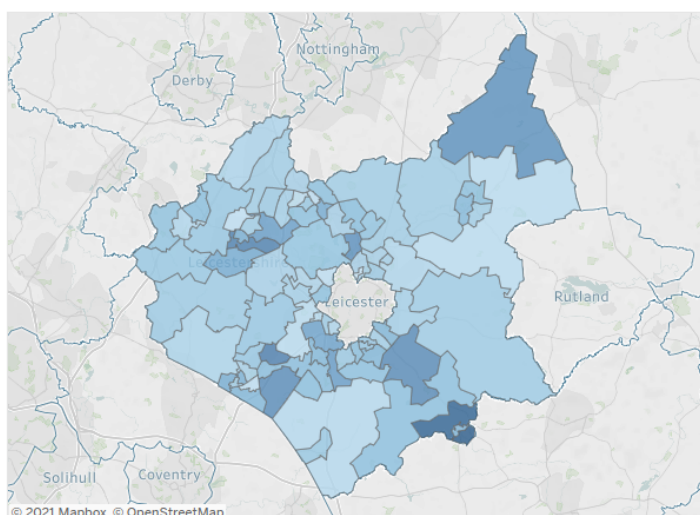 Nottingham
Derby
Leicestershire
Leicester
Rutland
Solihull
Coventry
© 2021 Mapbox © OpenStreetMap